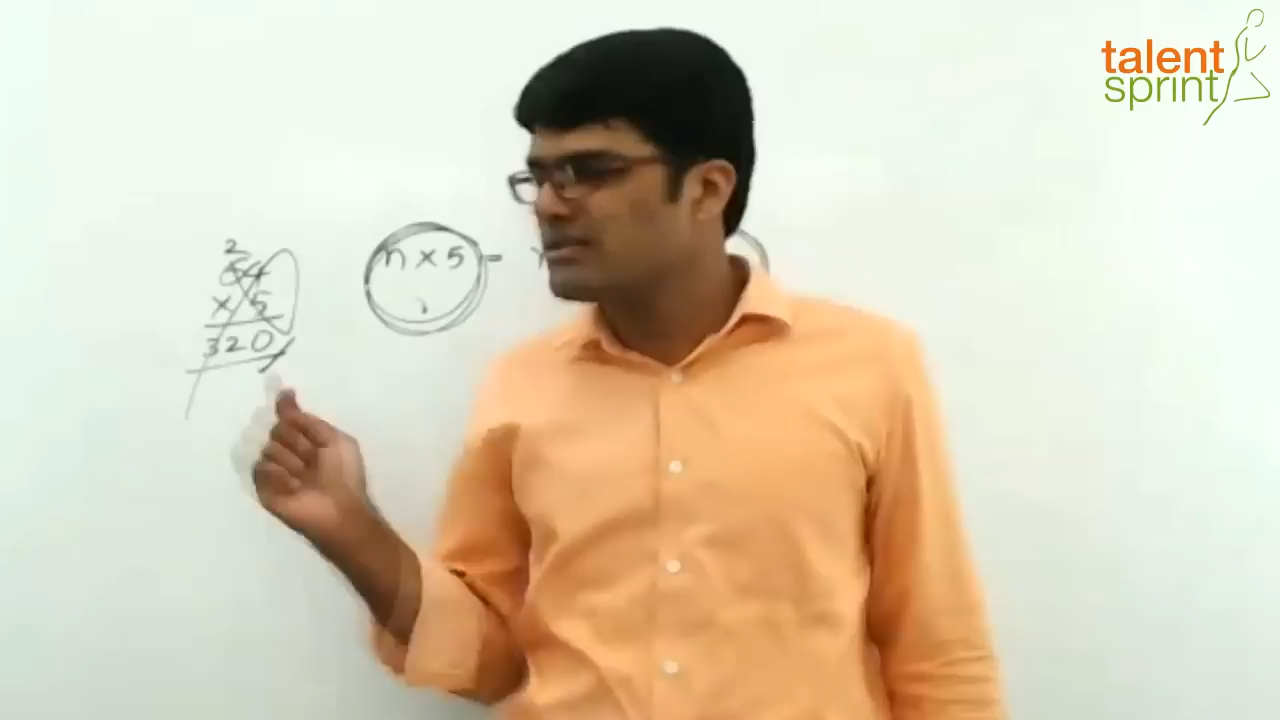 talent
sprint
2
64
x 5
320
n x 5 =